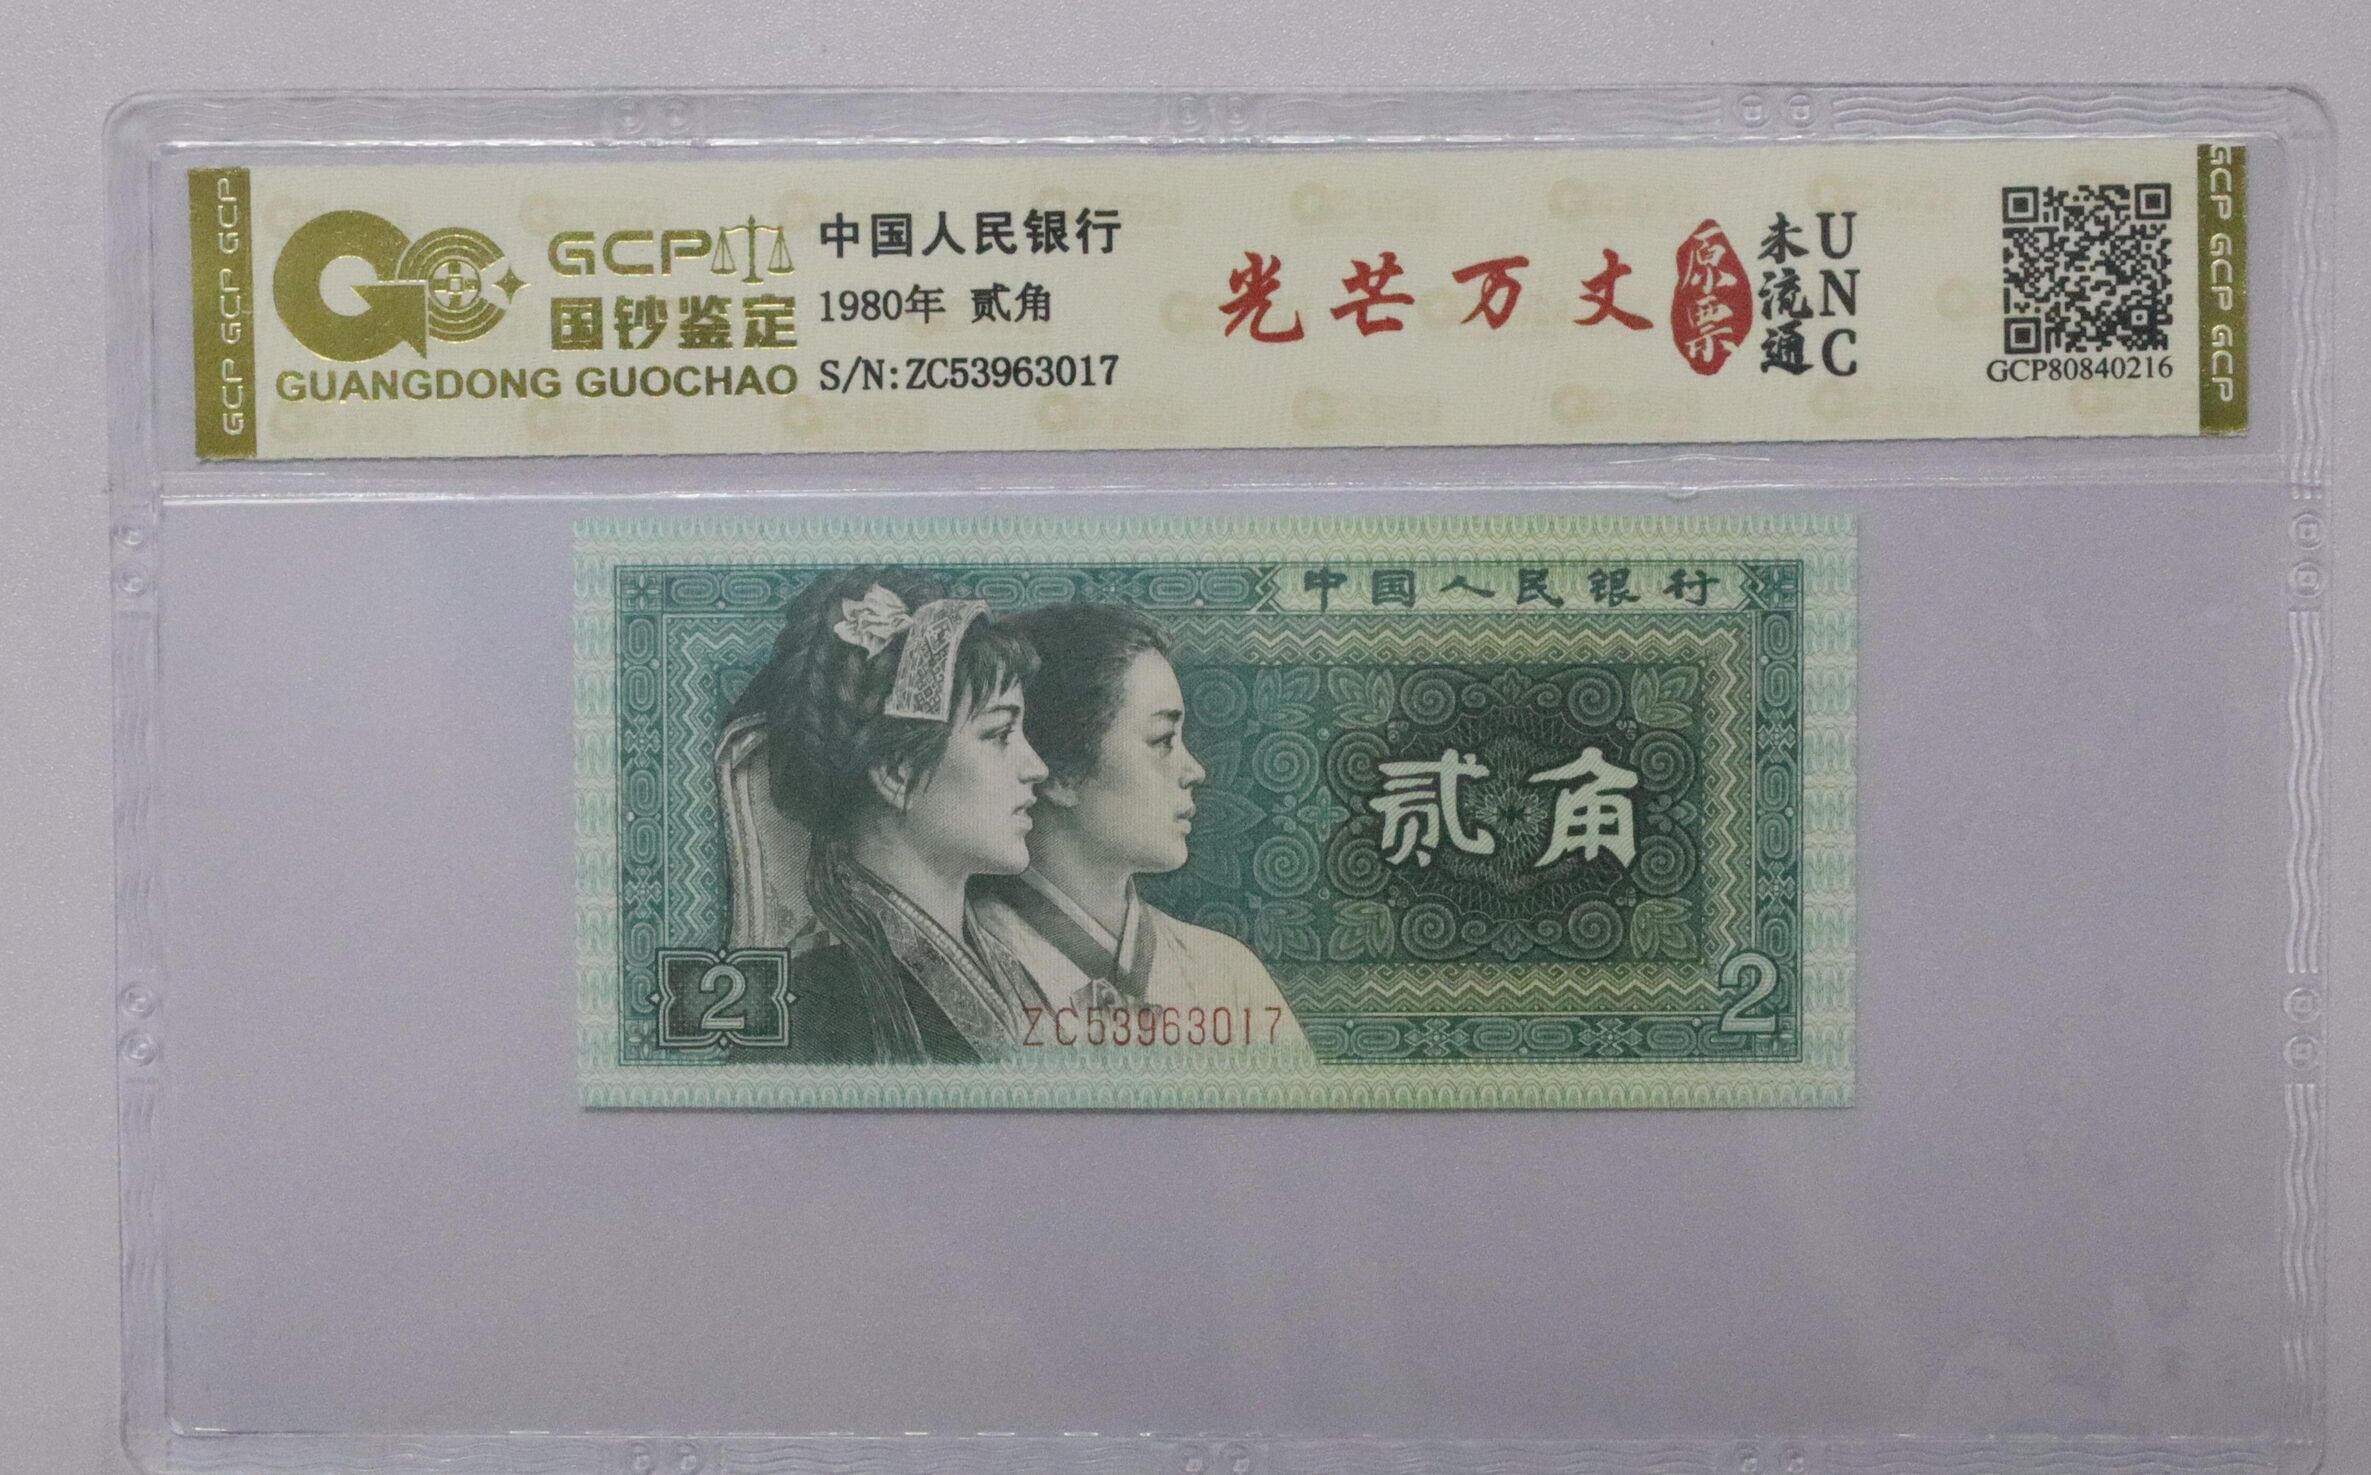 GCP GCP GCP
GCP
国钞鉴定
GUANGDONG GUOCHAO
中国人民银行
1980年 贰角
S/N:ZC53963017
光芒万丈
原票
未流通
UNC
GCP80840216
GCP GCP GCP
中国人民银行
贰角
2
ZC53963017
2